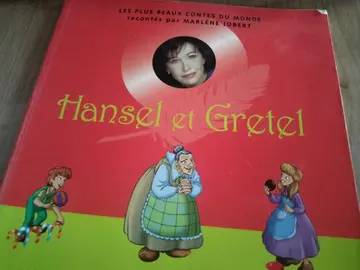 LES PLUS BEAUX CONTES DU MONDE
racontés par MARLÈNE JOBERT
Hansel et Gretel